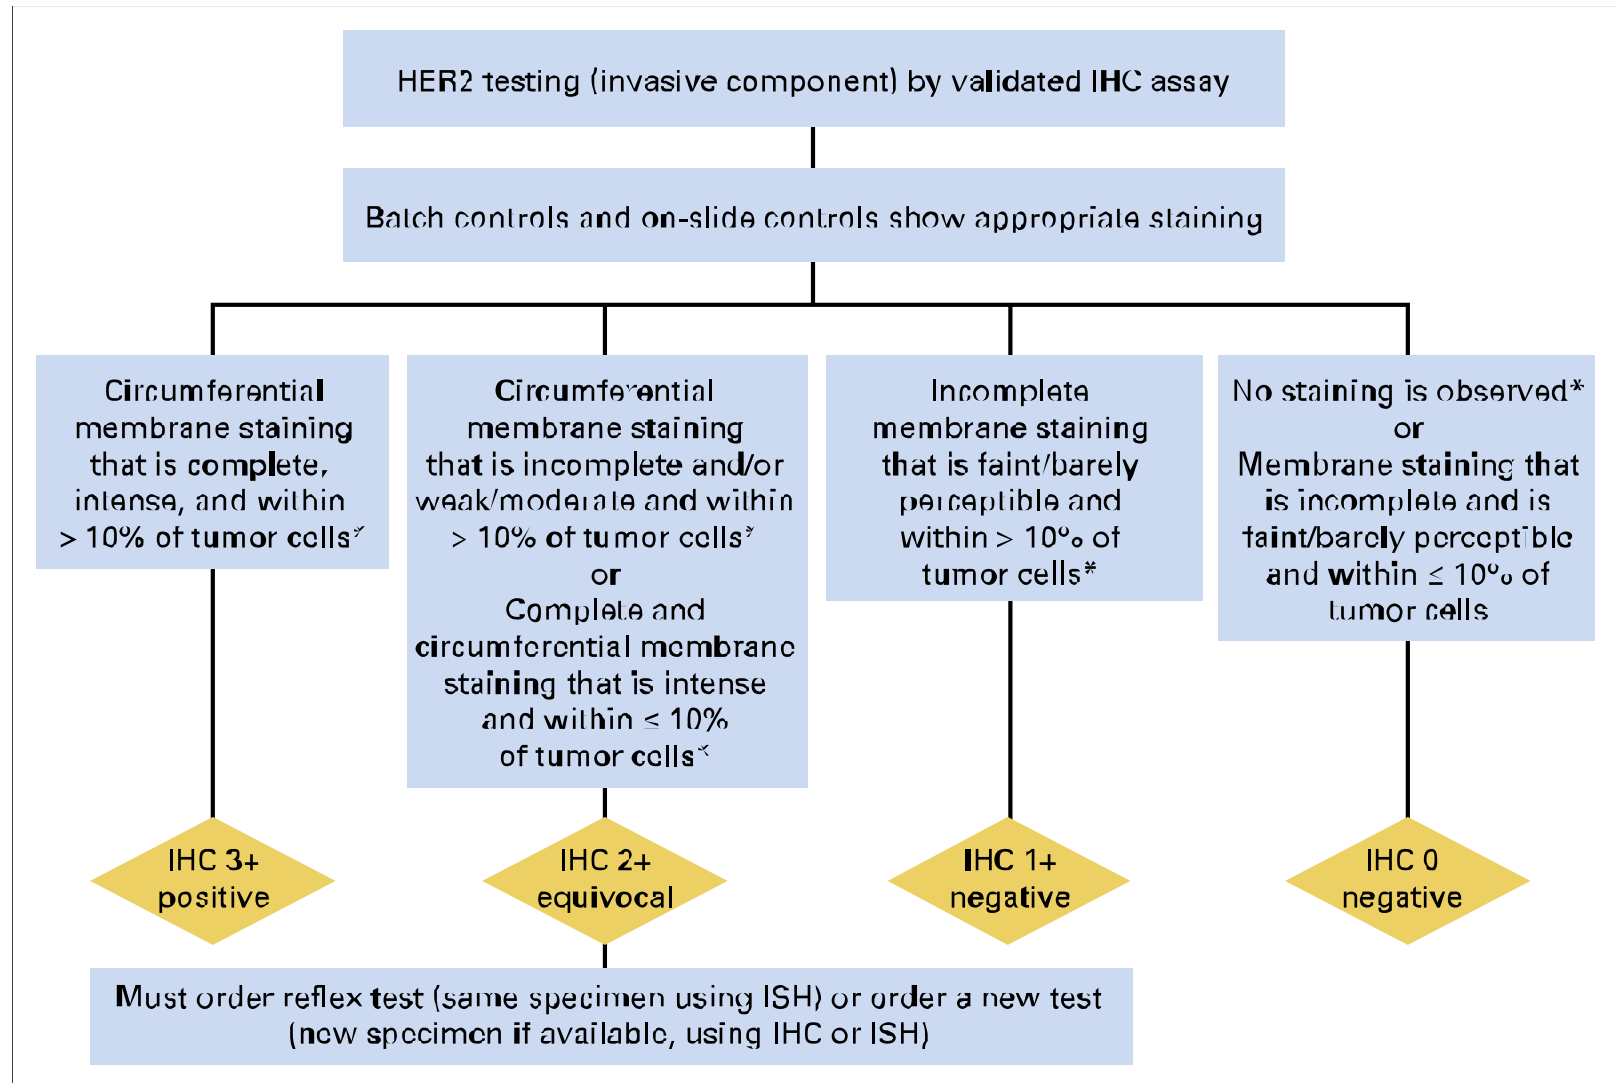 HER2 testing (invasive component) by validated IHC assay
Batch controls and on-slide controls show appropriate staining
Circumferential
membrane staining
that is complete,
intense, and within
> 10% of tumor cells*
Circumferential
membrane staining
that is incomplete and/or
weak/moderate and within
> 10% of tumor cells*
or
Complete and
circumferential membrane
staining that is intense
and within ≤ 10%
of tumor cells*
Incomplete
membrane staining
that is faint/barely
perceptible and
within > 10% of
tumor cells*
No staining is observed*
or
Membrane staining that
is incomplete and is
faint/barely perceptible
and within ≤ 10% of
tumor cells
IHC 3+
positive
IHC 2+
equivocal
IHC 1+
negative
IHC 0
negative
Must order reflex test (same specimen using ISH) or order a new test
(new specimen if available, using IHC or ISH)